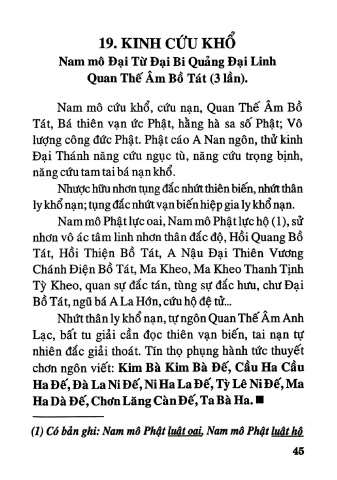 19. KINH CỨU KHỔ
Nam mô Đại Từ Đại Bi Quảng Đại Linh
Quan Thế Âm Bồ Tát (3 lần).
Nam mô cứu khổ, cứu nạn, Quan Thế Âm Bồ
Tát, Bá thiên vạn ức Phật, hằng hà sa số Phật; Vô
lượng công đức Phật. Phật cáo A Nan ngôn, thử kinh
Đại Thánh năng cứu ngục tù, năng cứu trọng bịnh,
năng cứu tam tai bá nạn khổ.
Nhược hữu nhơn tụng đắc nhứt thiên biến, nhứt thân
ly khổ nạn; tụng đắc nhứt vạn biến hiệp gia ly khổ nạn.
Nam mô Phật lực oai, Nam mô Phật lực hộ (1), sử
nhơn vô ác tâm linh nhơn thân đắc độ, Hồi Quang Bồ
Tát, Hồi Thiện Bồ Tát, A Nậu Đại Thiên Vương
Chánh Điện Bồ Tát, Ma Kheo, Ma Kheo Thanh Tịnh
Tỳ Kheo, quan sự đắc tán, tùng sự đắc hưu, chư Đại
Bồ Tát, ngũ bá A La Hớn, cứu hộ đệ tử...
Nhứt thân ly khổ nạn, tự ngôn Quan Thế Âm Anh
Lạc, bất tu giải cần đọc thiên vạn biến, tai nạn tự
nhiên đắc giải thoát. Tín thọ phụng hành tức thuyết
chơn ngôn viết: Kim Bà Kim Bà Đế, Cầu Ha Cầu
Ha Đế, Đà La Ni Đế, Ni Ha La Đế, Tỳ Lê Ni Đế, Ma
Ha Dà Đế, Chơn Lăng Càn Đế, Ta Bà Ha. ■
(1) Có bản ghi: Nam mô Phật luật oai, Nam mô Phật luật hộ
45